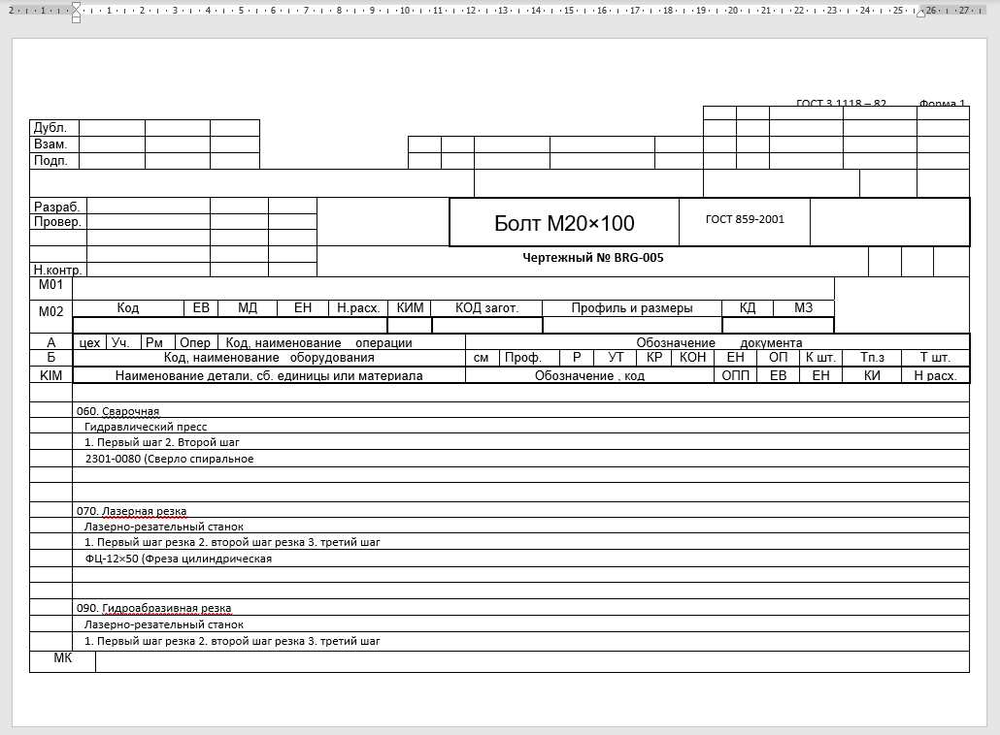 2 1 1 2 3 4 5 6 7 8 9 10 11 12 13 14 15 16 17 18 19 20 21 22 23 24 25 26 27
ГОСТ 3.1118 – 82 Форма 1
Дубл.
Взам.
Подп.
Разраб.
Провер.
Болт М20×100 ГОСТ 859-2001
Чертежный № BRG-005
Н.контр.
М01
М02 Код ЕВ МД ЕН Н.расх. КИМ КОД загот. Профиль и размеры КД МЗ
А цех Уч. Рм Опер Код, наименование операции Обозначение документа
Б Код, наименование оборудования см Проф. Р УТ КР КОН ЕН ОП К шт. Тп.з Т шт.
KIM Наименование детали, сб. единицы или материала Обозначение , код ОПП ЕВ ЕН КИ Н расх.
060. Сварочная
Гидравлический пресс
1. Первый шаг 2. Второй шаг
2301-0080 (Сверло спиральное
070. Лазерная резка
Лазерно-резательный станок
1. Первый шаг резка 2. второй шаг резка 3. третий шаг
ФЦ-12×50 (Фреза цилиндрическая
090. Гидроабразивная резка
Лазерно-резательный станок
1. Первый шаг резка 2. второй шаг резка 3. третий шаг
МК